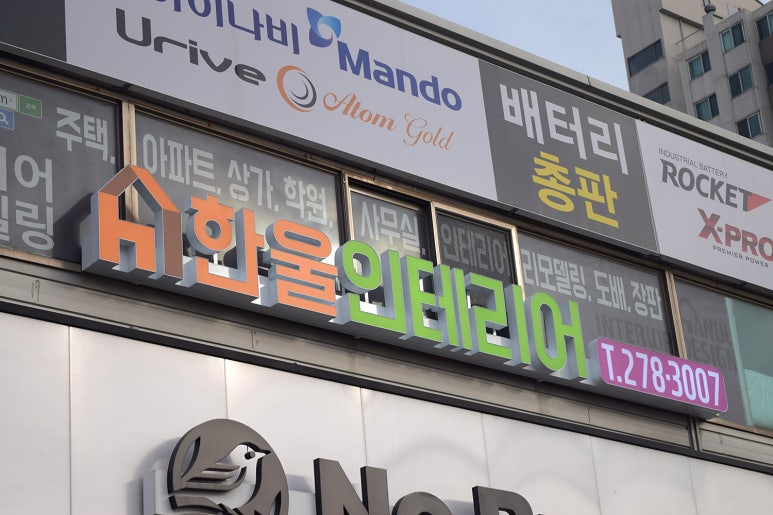 아이나비
Mando
Urive
Atom Gold
배터리
총판
INDUSTRIAL BATTERY
ROCKET
X-PRO
PREMIER POWER
주택,
아파트, 상가, 학원,
사무실,
인테리어
리모델링, 도배, 장판
INTERIOR
DESIGN
한울인테리어
T.278-3007